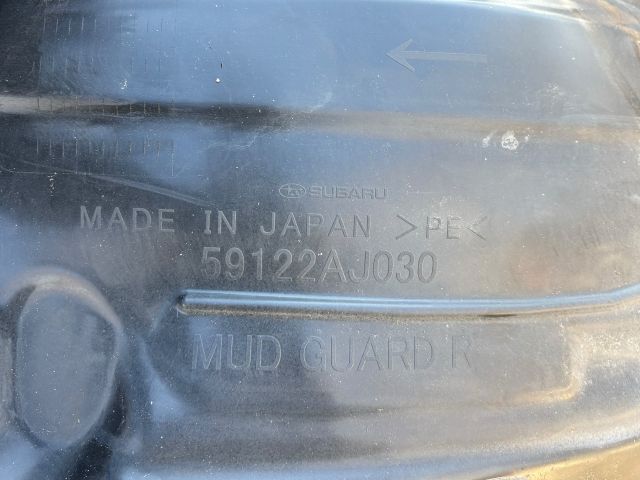 SUBARU
MADE IN JAPAN >PE<
59122AJ030
MUD GUARD R